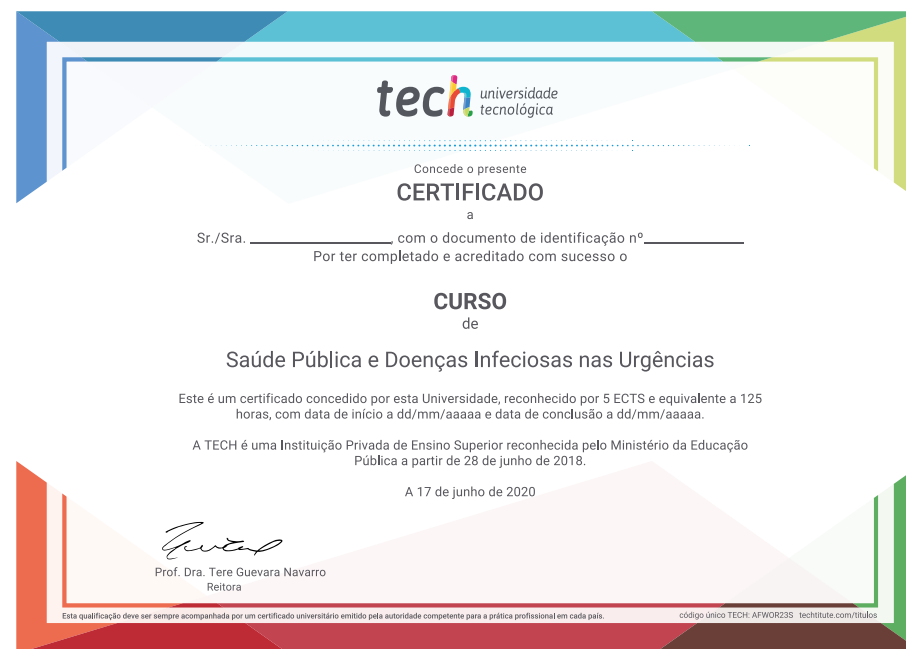 tech universidade
tecnológica
Concede o presente
CERTIFICADO
a
Sr./Sra. __________________, com o documento de identificação nº____________
Por ter completado e acreditado com sucesso o
CURSO
de
Saúde Pública e Doenças Infeciosas nas Urgências
Este é um certificado concedido por esta Universidade, reconhecido por 5 ECTS e equivalente a 125
horas, com data de início a dd/mm/aaaaa e data de conclusão a dd/mm/aaaaa.
A TECH é uma Instituição Privada de Ensino Superior reconhecida pelo Ministério da Educação
Pública a partir de 28 de junho de 2018.
A 17 de junho de 2020
Prof. Dra. Tere Guevara Navarro
Reitora
Esta qualificação deve ser sempre acompanhada por um certificado universitário emitido pela autoridade competente para a prática profissional em cada país.
código único TECH: AFWOR23S techtitute.com/titulos